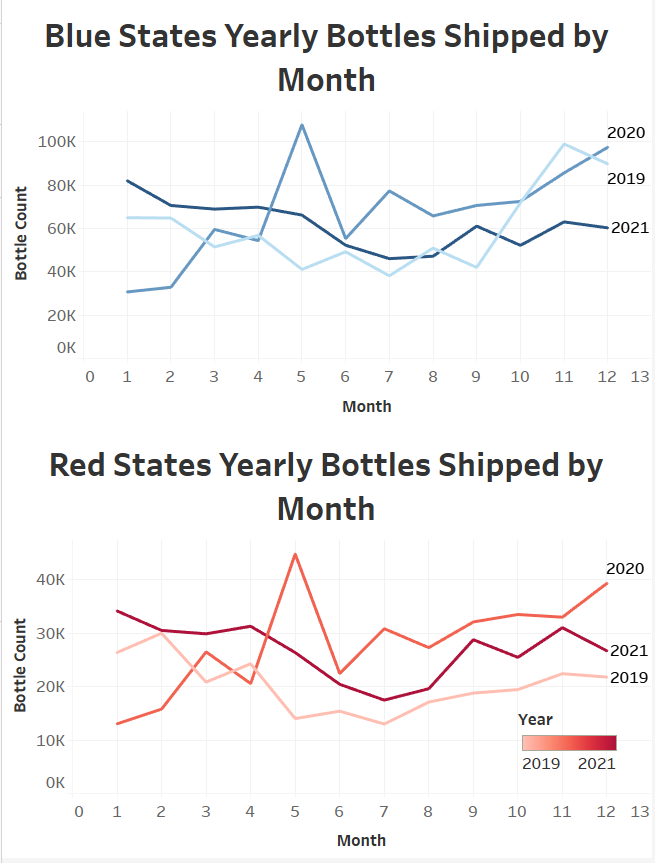 Blue States Yearly Bottles Shipped by
Month
Bottle Count
100K
80K
60K
40K
20K
0K
2020
2019
2021
0 1 2 3 4 5 6 7 8 9 10 11 12 13
Month
Red States Yearly Bottles Shipped by
Month
Bottle Count
40K
30K
20K
10K
0K
2020
2021
2019
Year
2019 2021
0 1 2 3 4 5 6 7 8 9 10 11 12 13
Month